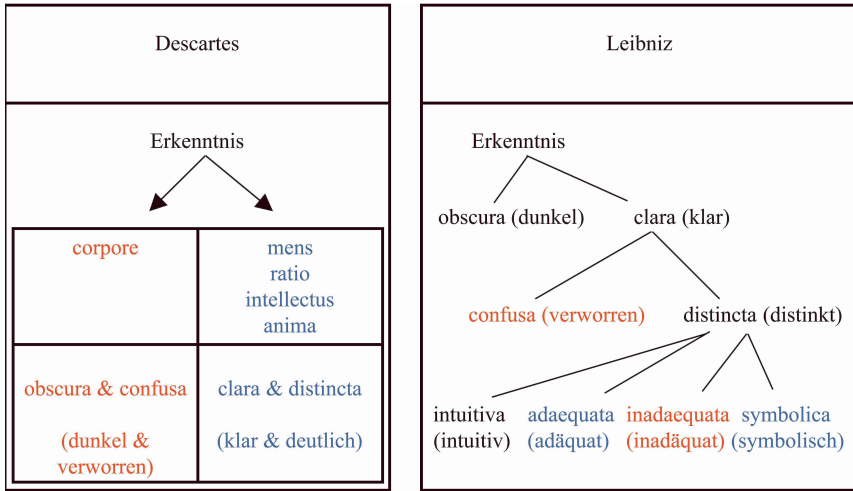 Descartes
Erkenntnis
corpore
mens
ratio
intellectus
anima
obscura & confusa
(dunkel &
verworren)
clara & distincta
(klar & deutlich)
Leibniz
Erkenntnis
obscura (dunkel)
clara (klar)
confusa (verworren)
distincta (distinkt)
intuitiva
(intuitiv)
adaequata
(adäquat)
inadaequata
(inadäquat)
symbolica
(symbolisch)